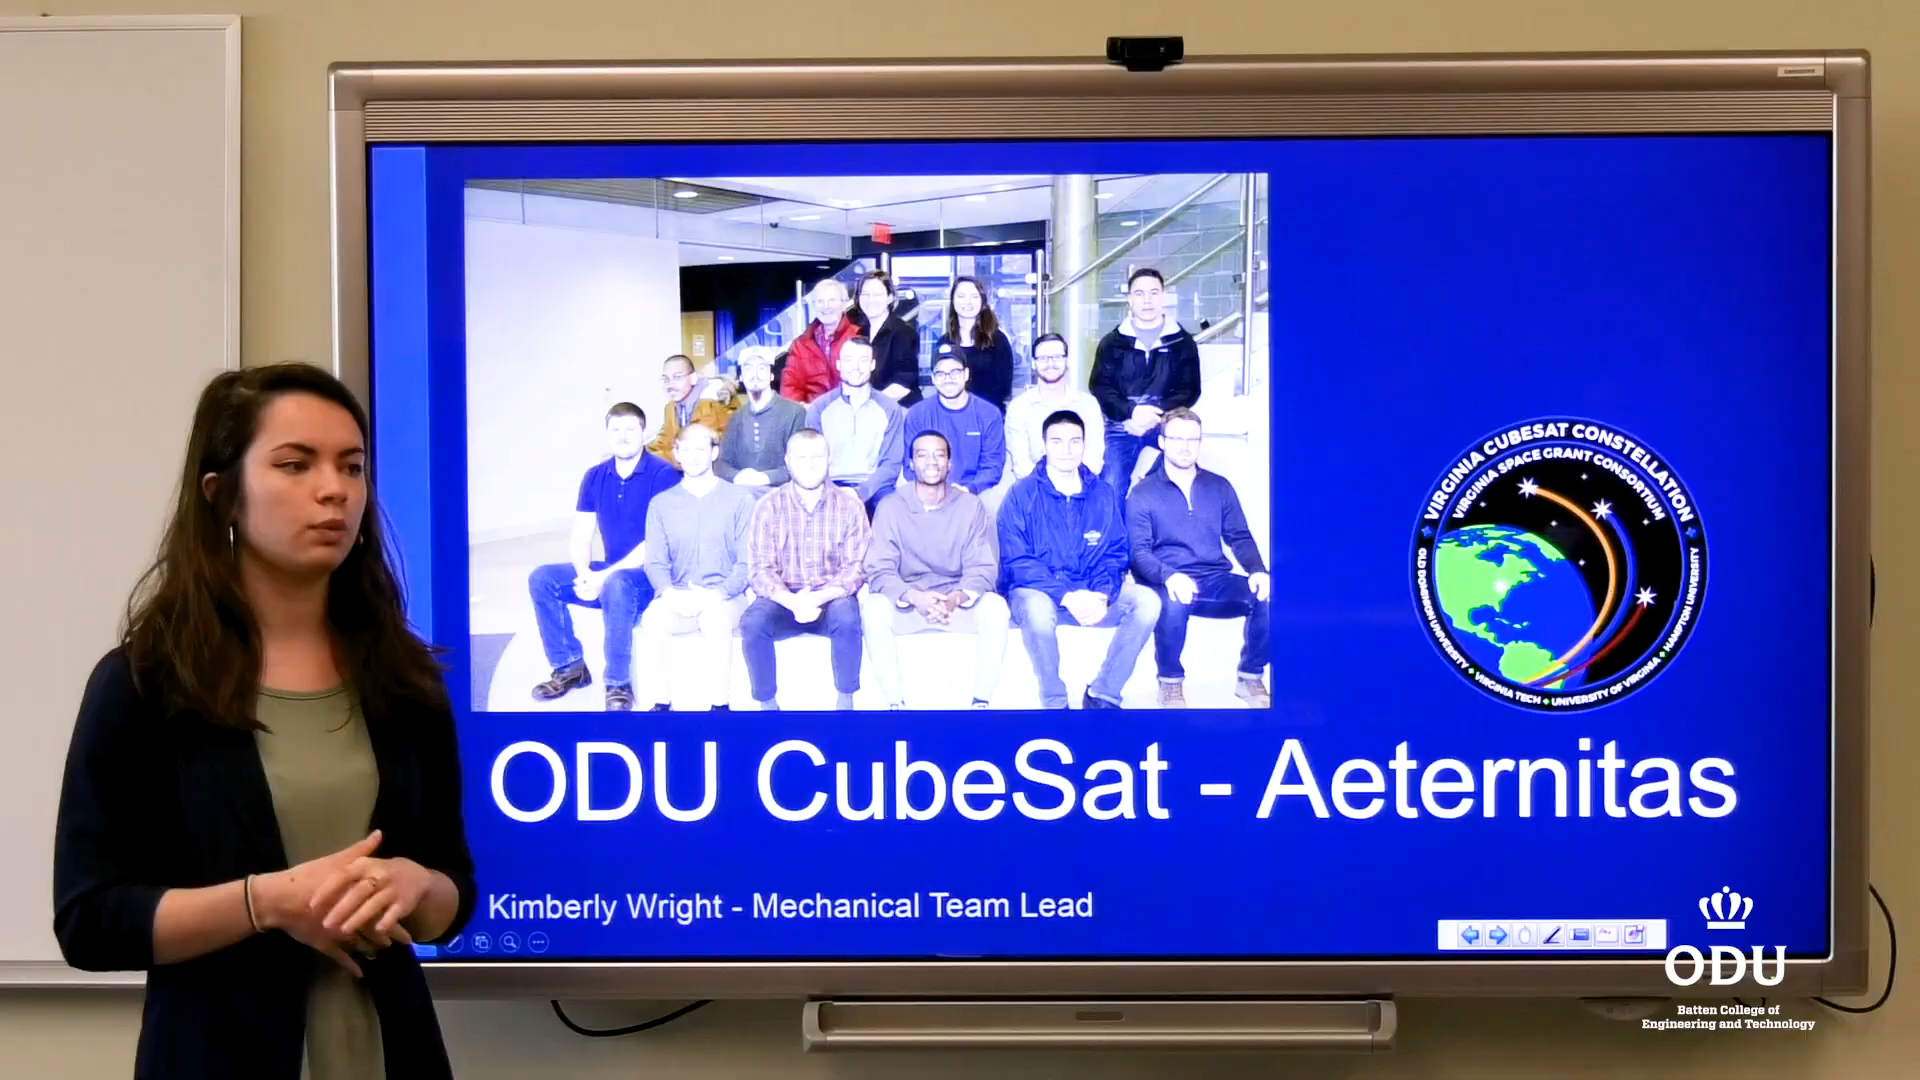 VIRGINIA CUBESAT CONSTELLATION
VIRGINIA SPACE GRANT CONSORTIUM
OLD DOMINION UNIVERSITY • VIRGINIA TECH • UNIVERSITY OF VIRGINIA • HAMPTON UNIVERSITY
ODU CubeSat - Aeternitas
Kimberly Wright - Mechanical Team Lead
ODU
Batten College of
Engineering and Technology